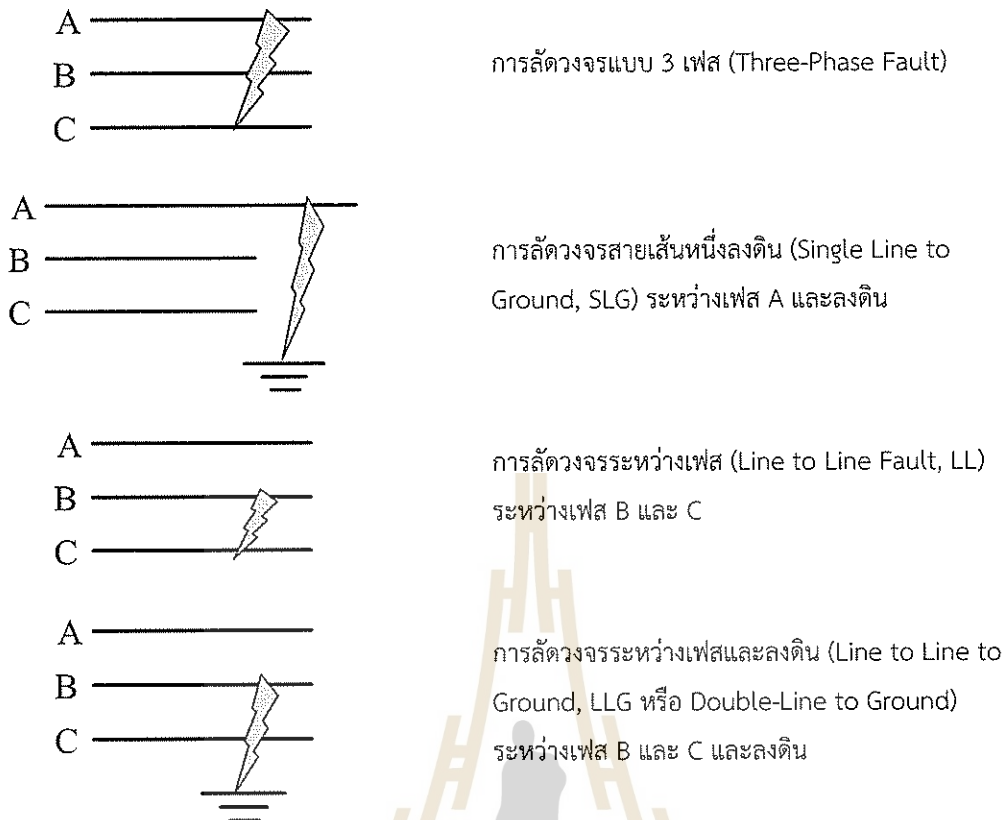 A
B
C
การลัดวงจรแบบ 3 เฟส (Three-Phase Fault)
A
B
C
การลัดวงจรสายเส้นหนึ่งลงดิน (Single Line to
Ground, SLG) ระหว่างเฟส A และลงดิน
A
B
C
การลัดวงจรระหว่างเฟส (Line to Line Fault, LL)
ระหว่างเฟส B และ C
A
B
C
การลัดวงจรระหว่างเฟสและลงดิน (Line to Line to
Ground, LLG หรือ Double-Line to Ground)
ระหว่างเฟส B และ C และลงดิน